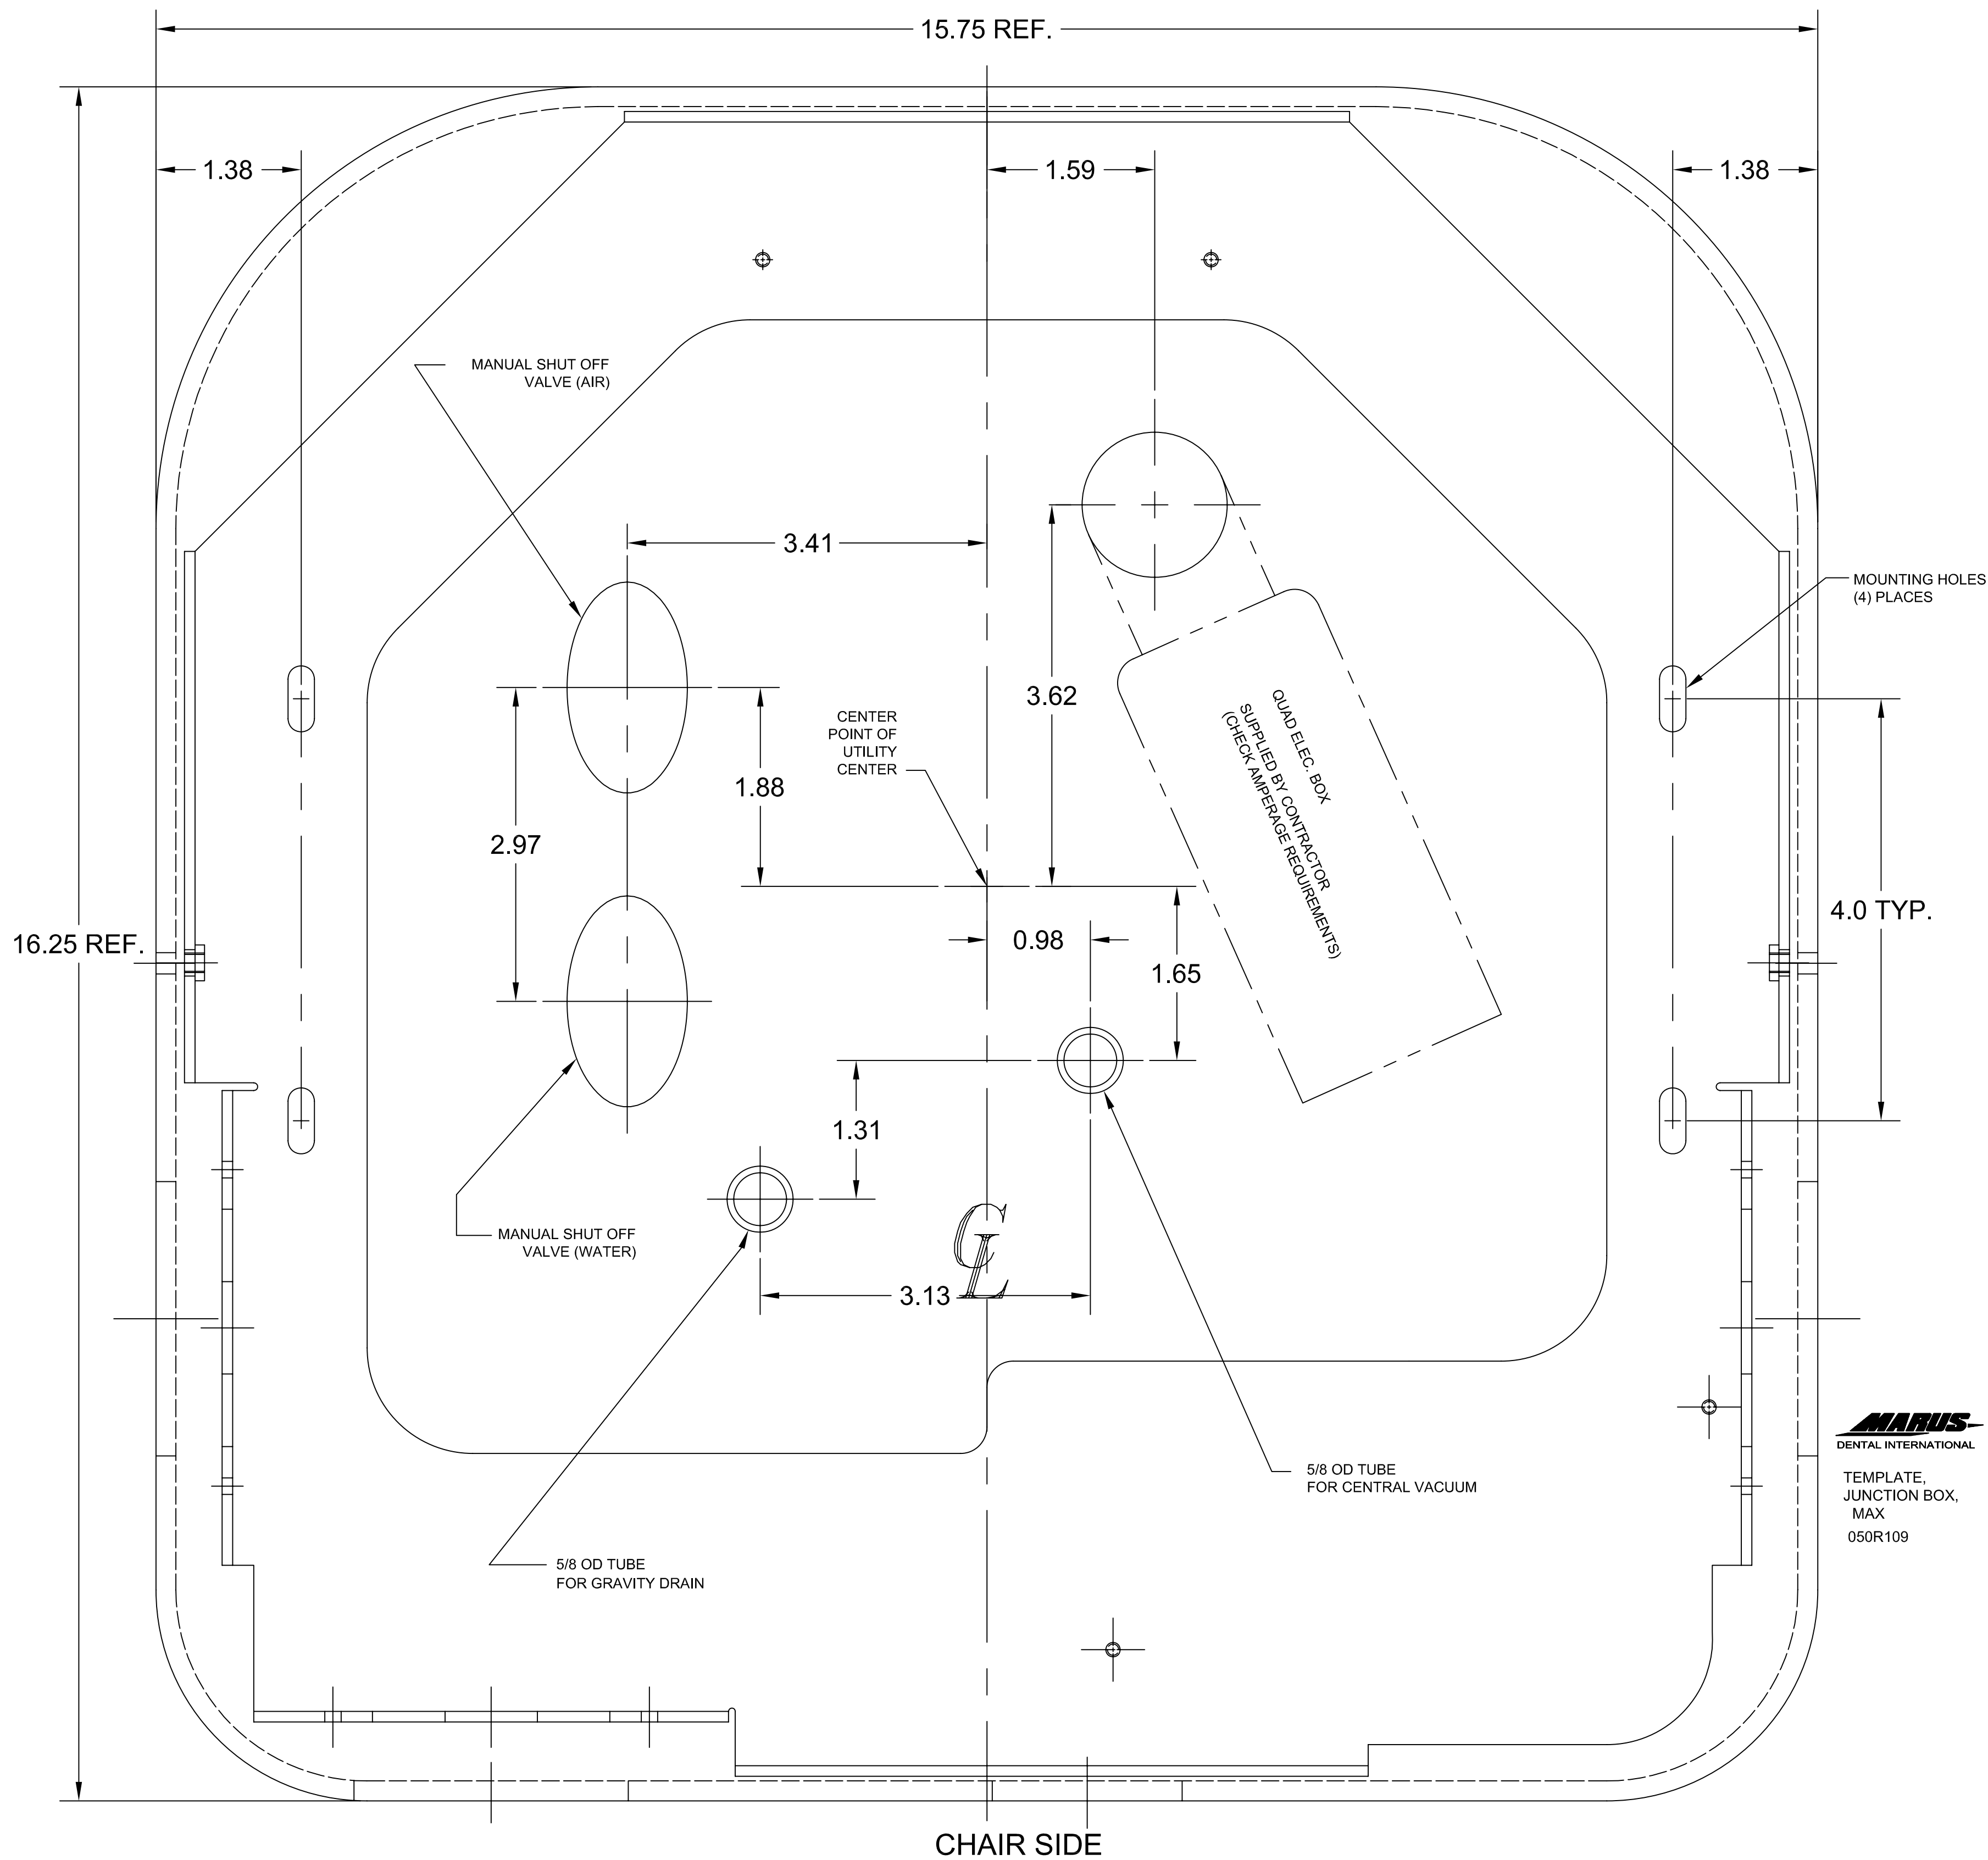 15.75 REF.
1.38
1.59
1.38
MANUAL SHUT OFF
VALVE (AIR)
3.41
MOUNTING HOLES
(4) PLACES
3.62
QUAD ELEC. BOX
SUPPLIED BY CONTRACTOR
(CHECK AMPERAGE REQUIREMENTS)
CENTER
POINT OF
UTILITY
CENTER
1.88
2.97
16.25 REF.
4.0 TYP.
0.98
1.65
1.31
MANUAL SHUT OFF
VALVE (WATER)
CL
3.13
MARUS
DENTAL INTERNATIONAL
5/8 OD TUBE
FOR CENTRAL VACUUM
TEMPLATE,
JUNCTION BOX,
MAX
050R109
5/8 OD TUBE
FOR GRAVITY DRAIN
CHAIR SIDE